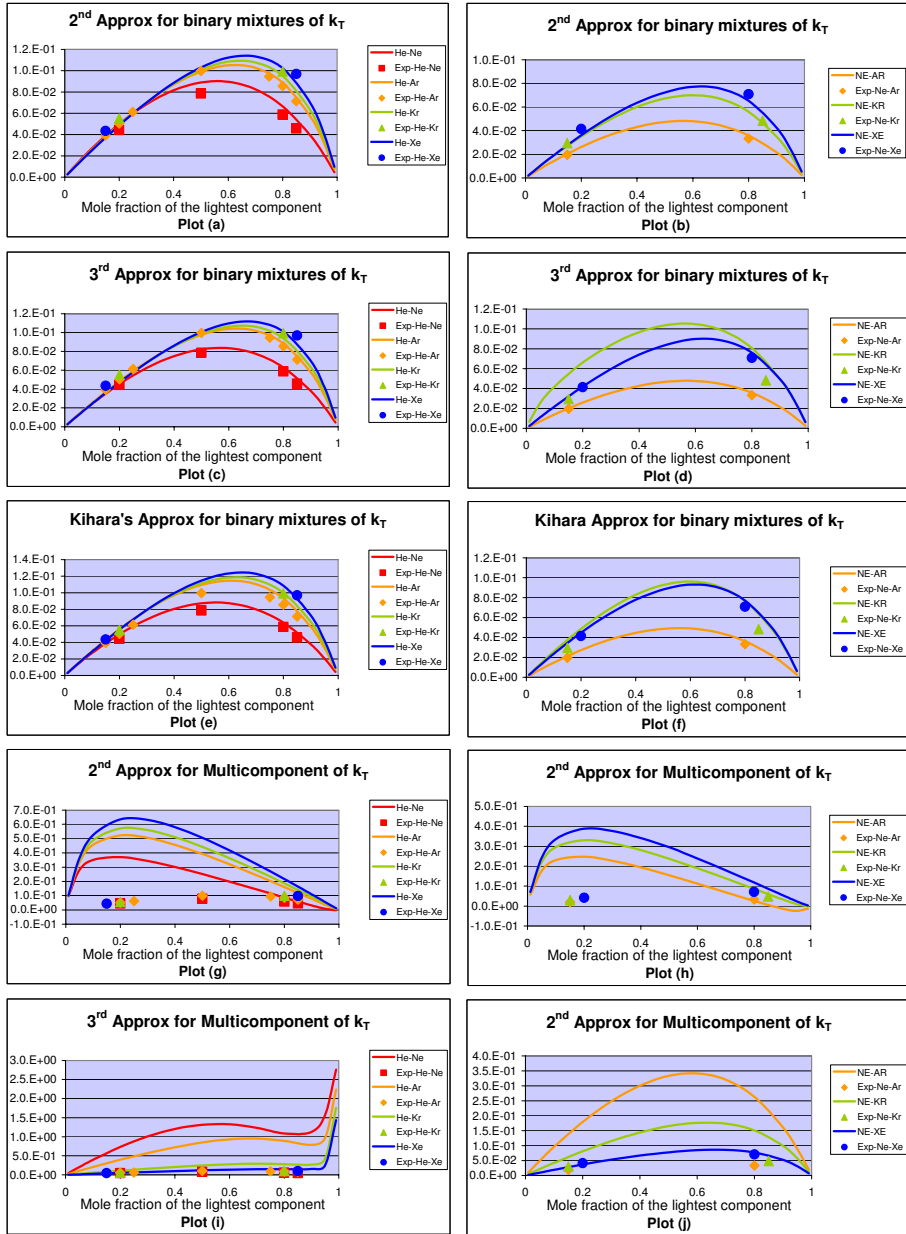 2nd Approx for binary mixtures of kT
1.2.E-01
1.0.E-01
8.0.E-02
6.0.E-02
4.0.E-02
2.0.E-02
0.0.E+00
0 0.2 0.4 0.6 0.8 1
Mole fraction of the lightest component
Plot (a)
He-Ne
Exp-He-Ne
He-Ar
Exp-He-Ar
He-Kr
Exp-He-Kr
He-Xe
Exp-He-Xe
2nd Approx for binary mixtures of kT
1.0.E-01
8.0.E-02
6.0.E-02
4.0.E-02
2.0.E-02
0.0.E+00
0 0.2 0.4 0.6 0.8 1
Mole fraction of the lightest component
Plot (b)
NE-AR
Exp-Ne-Ar
NE-KR
Exp-Ne-Kr
NE-XE
Exp-Ne-Xe
3rd Approx for binary mixtures of kT
1.2.E-01
1.0.E-01
8.0.E-02
6.0.E-02
4.0.E-02
2.0.E-02
0.0.E+00
0 0.2 0.4 0.6 0.8 1
Mole fraction of the lightest component
Plot (c)
He-Ne
Exp-He-Ne
He-Ar
Exp-He-Ar
He-Kr
Exp-He-Kr
He-Xe
Exp-He-Xe
3rd Approx for binary mixtures of kT
1.2.E-01
1.0.E-01
8.0.E-02
6.0.E-02
4.0.E-02
2.0.E-02
0.0.E+00
0 0.2 0.4 0.6 0.8 1
Mole fraction of the lightest component
Plot (d)
NE-AR
Exp-Ne-Ar
NE-KR
Exp-Ne-Kr
NE-XE
Exp-Ne-Xe
Kihara's Approx for binary mixtures of kT
1.4.E-01
1.2.E-01
1.0.E-01
8.0.E-02
6.0.E-02
4.0.E-02
2.0.E-02
0.0.E+00
0 0.2 0.4 0.6 0.8 1
Mole fraction of the lightest component
Plot (e)
He-Ne
Exp-He-Ne
He-Ar
Exp-He-Ar
He-Kr
Exp-He-Kr
He-Xe
Exp-He-Xe
Kihara Approx for binary mixtures of kT
1.2.E-01
1.0.E-01
8.0.E-02
6.0.E-02
4.0.E-02
2.0.E-02
0.0.E+00
0 0.2 0.4 0.6 0.8 1
Mole fraction of the lightest component
Plot (f)
NE-AR
Exp-Ne-Ar
NE-KR
Exp-Ne-Kr
NE-XE
Exp-Ne-Xe
2nd Approx for Multicomponent of kT
7.0.E-01
6.0.E-01
5.0.E-01
4.0.E-01
3.0.E-01
2.0.E-01
1.0.E-01
0.0.E+00
-1.0.E-01
0 0.2 0.4 0.6 0.8 1
Mole fraction of the lightest component
Plot (g)
He-Ne
Exp-He-Ne
He-Ar
Exp-He-Ar
He-Kr
Exp-He-Kr
He-Xe
Exp-He-Xe
2nd Approx for Multicomponent of kT
5.0.E-01
4.0.E-01
3.0.E-01
2.0.E-01
1.0.E-01
0.0.E+00
-1.0.E-01
0 0.2 0.4 0.6 0.8 1
Mole fraction of the lightest component
Plot (h)
NE-AR
Exp-Ne-Ar
NE-KR
Exp-Ne-Kr
NE-XE
Exp-Ne-Xe
3rd Approx for Multicomponent of kT
3.0.E+00
2.5.E+00
2.0.E+00
1.5.E+00
1.0.E+00
5.0.E-01
0.0.E+00
0 0.2 0.4 0.6 0.8 1
Mole fraction of the lightest component
Plot (i)
He-Ne
Exp-He-Ne
He-Ar
Exp-He-Ar
He-Kr
Exp-He-Kr
He-Xe
Exp-He-Xe
2nd Approx for Multicomponent of kT
4.0.E-01
3.5.E-01
3.0.E-01
2.5.E-01
2.0.E-01
1.5.E-01
1.0.E-01
5.0.E-02
0.0.E+00
0 0.2 0.4 0.6 0.8 1
Mole fraction of the lightest component
Plot (j)
NE-AR
Exp-Ne-Ar
NE-KR
Exp-Ne-Kr
NE-XE
Exp-Ne-Xe